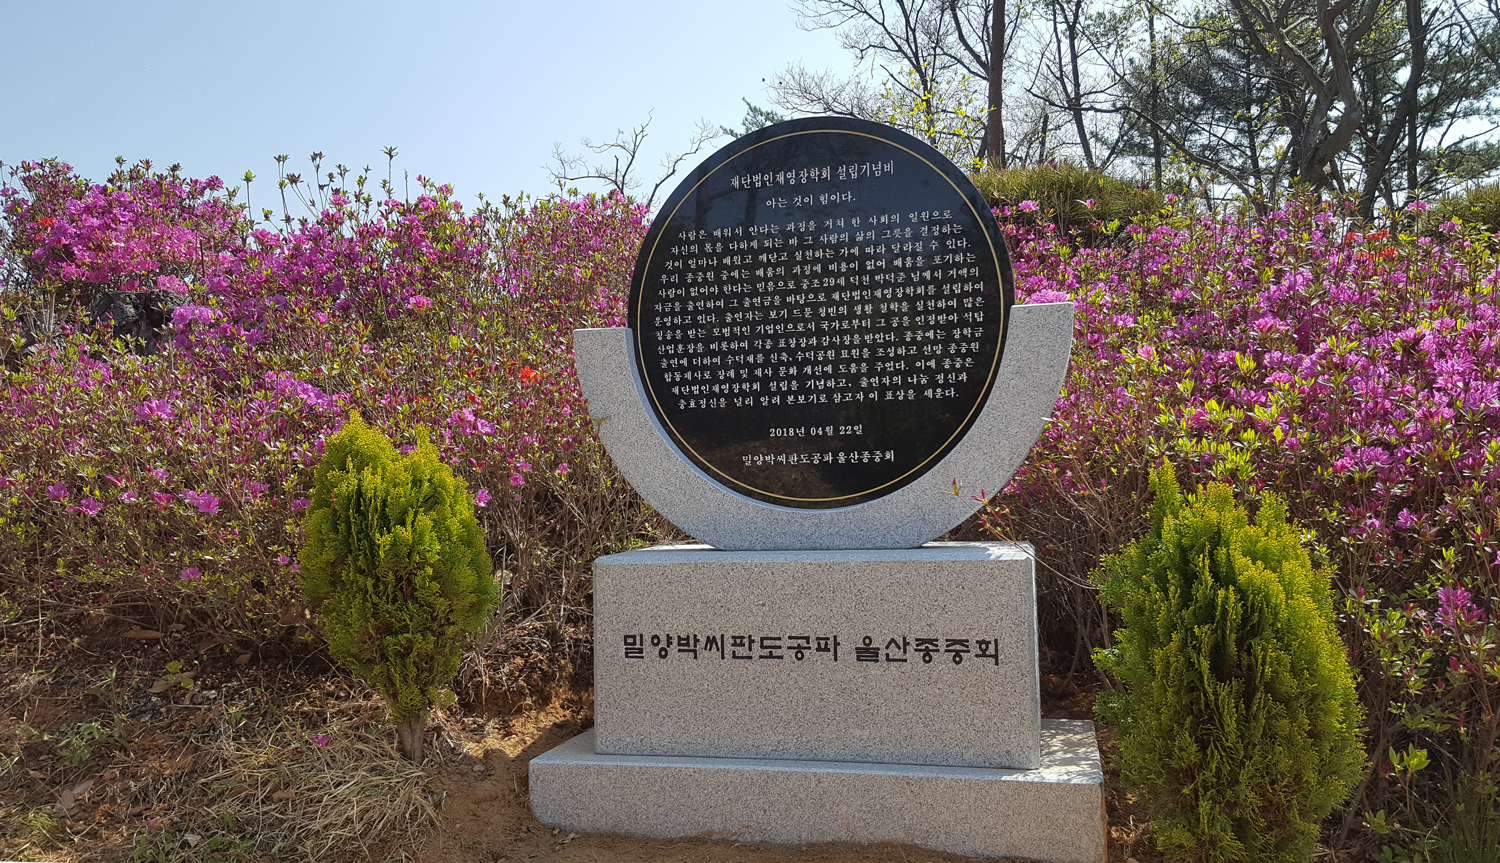 재단법인재영장학회 설립기념비
아는 것이 힘이다.
사람은 배워서 안다는 과정을 거쳐 한 사회의 일원으로
자신의 몫을 다하게 되는 바 그 사람의 삶의 그릇을 결정하는
것이 얼마나 배웠고 깨닫고 실천하는 가에 따라 달라질 수 있다.
우리 종중원 중에는 배움의 과정에 비용이 없어 배움을 포기하는
사람이 없어야 한다는 믿음으로 중조29세 덕천 박덕준 님께서 거액의
자금을 출연하여 그 출연금을 바탕으로 재단법인재영장학회를 설립하여
운영하고 있다. 출연자는 보기 드문 청빈의 생활 철학을 실천하여 많은
칭송을 받는 모범적인 기업인으로서 국가로부터 그 공을 인정받아 석탑
산업훈장을 비롯하여 각종 표창장과 감사장을 받았다. 종중에는 장학금
출연에 더하여 수덕재를 신축, 수덕공원 묘원을 조성하고 선망 종중원
합동제사로 장례 및 제사 문화 개선에 도움을 주었다. 이에 종중은
재단법인재영장학회 설립을 기념하고, 출연자의 나눔 정신과
충효정신을 널리 알려 본보기로 삼고자 이 표상을 세운다.
2018년 04월 22일
밀양박씨판도공파 울산종중회
밀양박씨판도공파 울산종중회